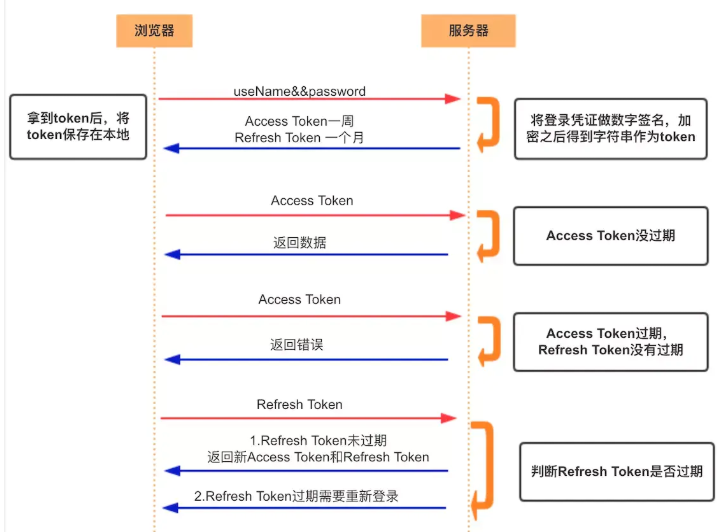 浏览器
服务器
useName&&password
拿到token后，将
token保存在本地
Access Token一周
Refresh Token 一个月
将登录凭证做数字签名，加
密之后得到字符串作为token
Access Token
返回数据
Access Token没过期
Access Token
返回错误
Access Token过期，
Refresh Token没有过期
Refresh Token
1.Refresh Token未过期
返回新Access Token和Refresh Token
2.Refresh Token过期需要重新登录
判断Refresh Token是否过期